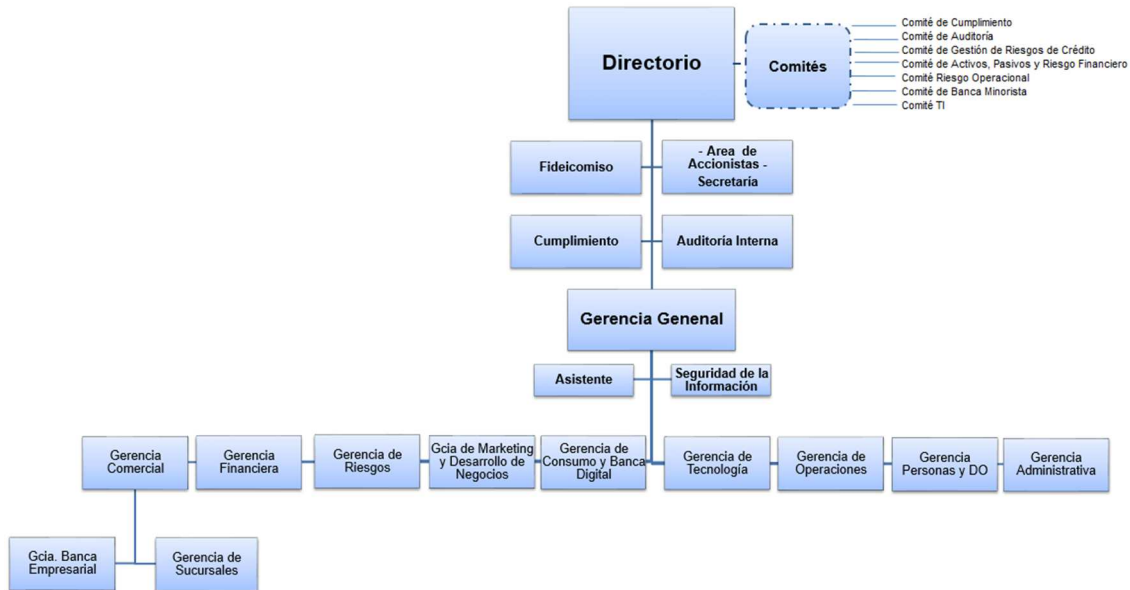 Directorio
Comités
Comité de Cumplimiento
Comité de Auditoría
Comité de Gestión de Riesgos de Crédito
Comité de Activos, Pasivos y Riesgo Financiero
Comité Riesgo Operacional
Comité de Banca Minorista
Comité TI
Fideicomiso
- Area de
Accionistas -
Secretaría
Cumplimiento
Auditoría Interna
Gerencia Genenal
Asistente
Seguridad de la
Información
Gerencia
Comercial
Gerencia
Financiera
Gerencia de
Riesgos
Gcia de Marketing
y Desarrollo de
Negocios
Gerencia de
Consumo y Banca
Digital
Gerencia de
Tecnología
Gerencia de
Operaciones
Gerencia
Personas y DO
Gerencia
Administrativa
Gcia. Banca
Empresarial
Gerencia de
Sucursales